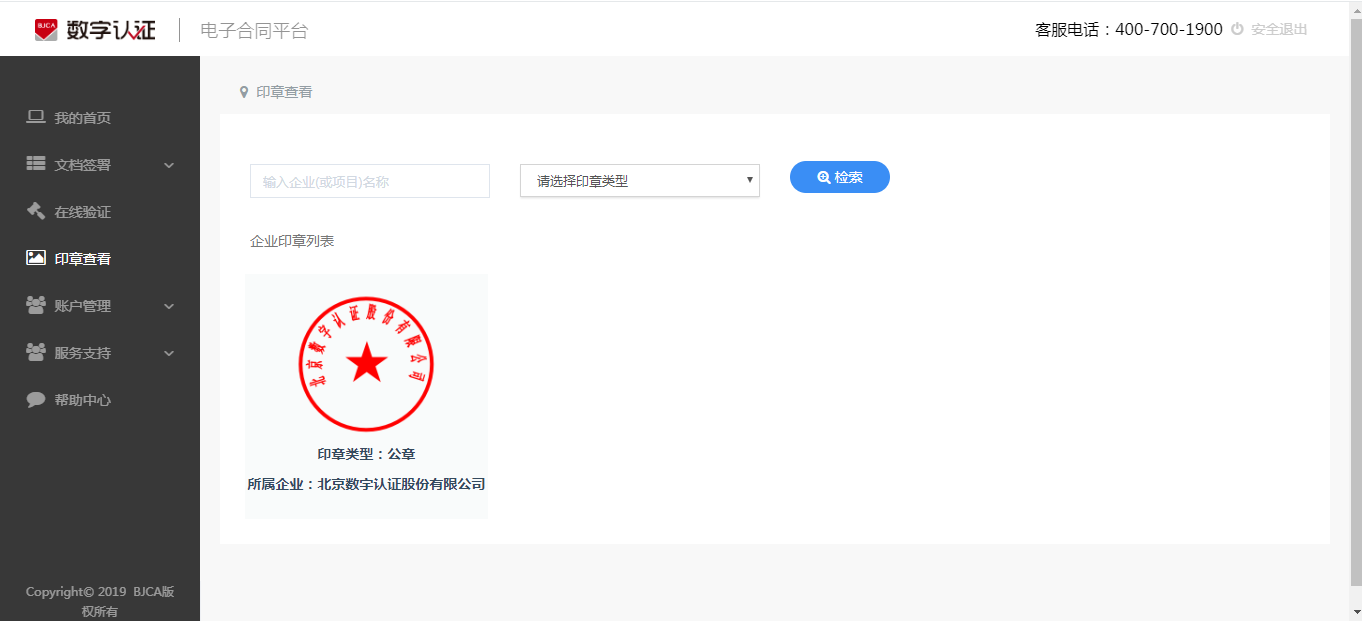 BJCA 数字认证 电子合同平台 客服电话：400-700-1900 安全退出
我的首页
文档签署
在线验证
印章查看
账户管理
服务支持
帮助中心
Copyright© 2019 BJCA版
权所有
印章查看
输入企业(或项目)名称 请选择印章类型 检索
企业印章列表
北京数字认证股份有限公司
印章类型：公章
所属企业：北京数字认证股份有限公司